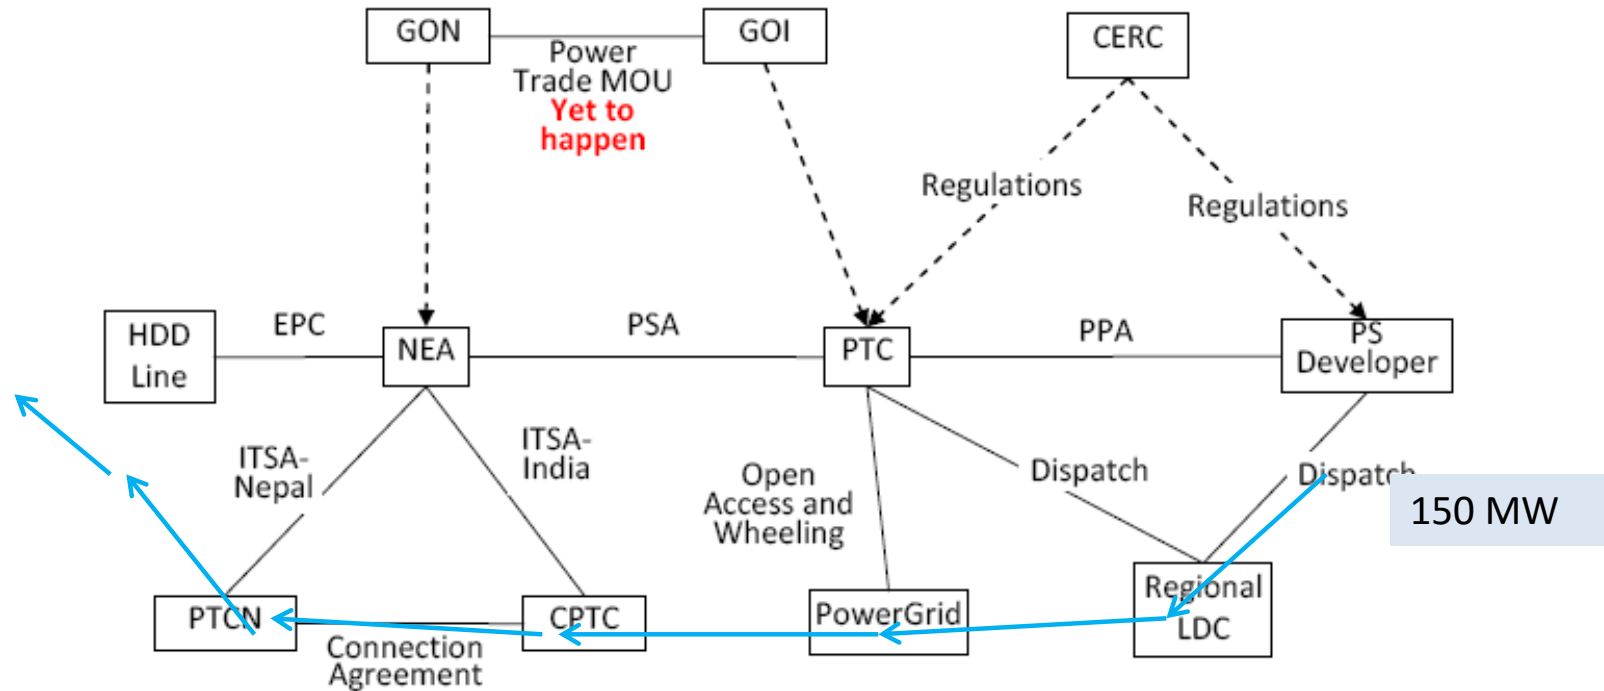 GON
GOI
CERC
Power
Trade MOU
Yet to
happen
Regulations
Regulations
HDD
Line
EPC
NEA
PSA
PTC
PPA
PS
Developer
ITSA-
Nepal
ITSA-
India
Open
Access and
Wheeling
Dispatch
Dispatch
150 MW
PTCN
Connection
Agreement
CPTC
PowerGrid
Regional
LDC